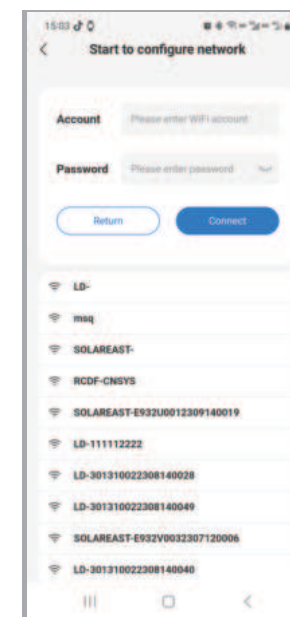 15:03
Start to configure network
Account Please enter WiFi account
Password Please enter password
Return Connect
LD-
msq
SOLAREAST-
RCDF-CNSYS
SOLAREAST-E932U0012309140019
LD-111112222
LD-301310022308140028
LD-301310022308140049
SOLAREAST-E932V0032307120006
LD-301310022308140040